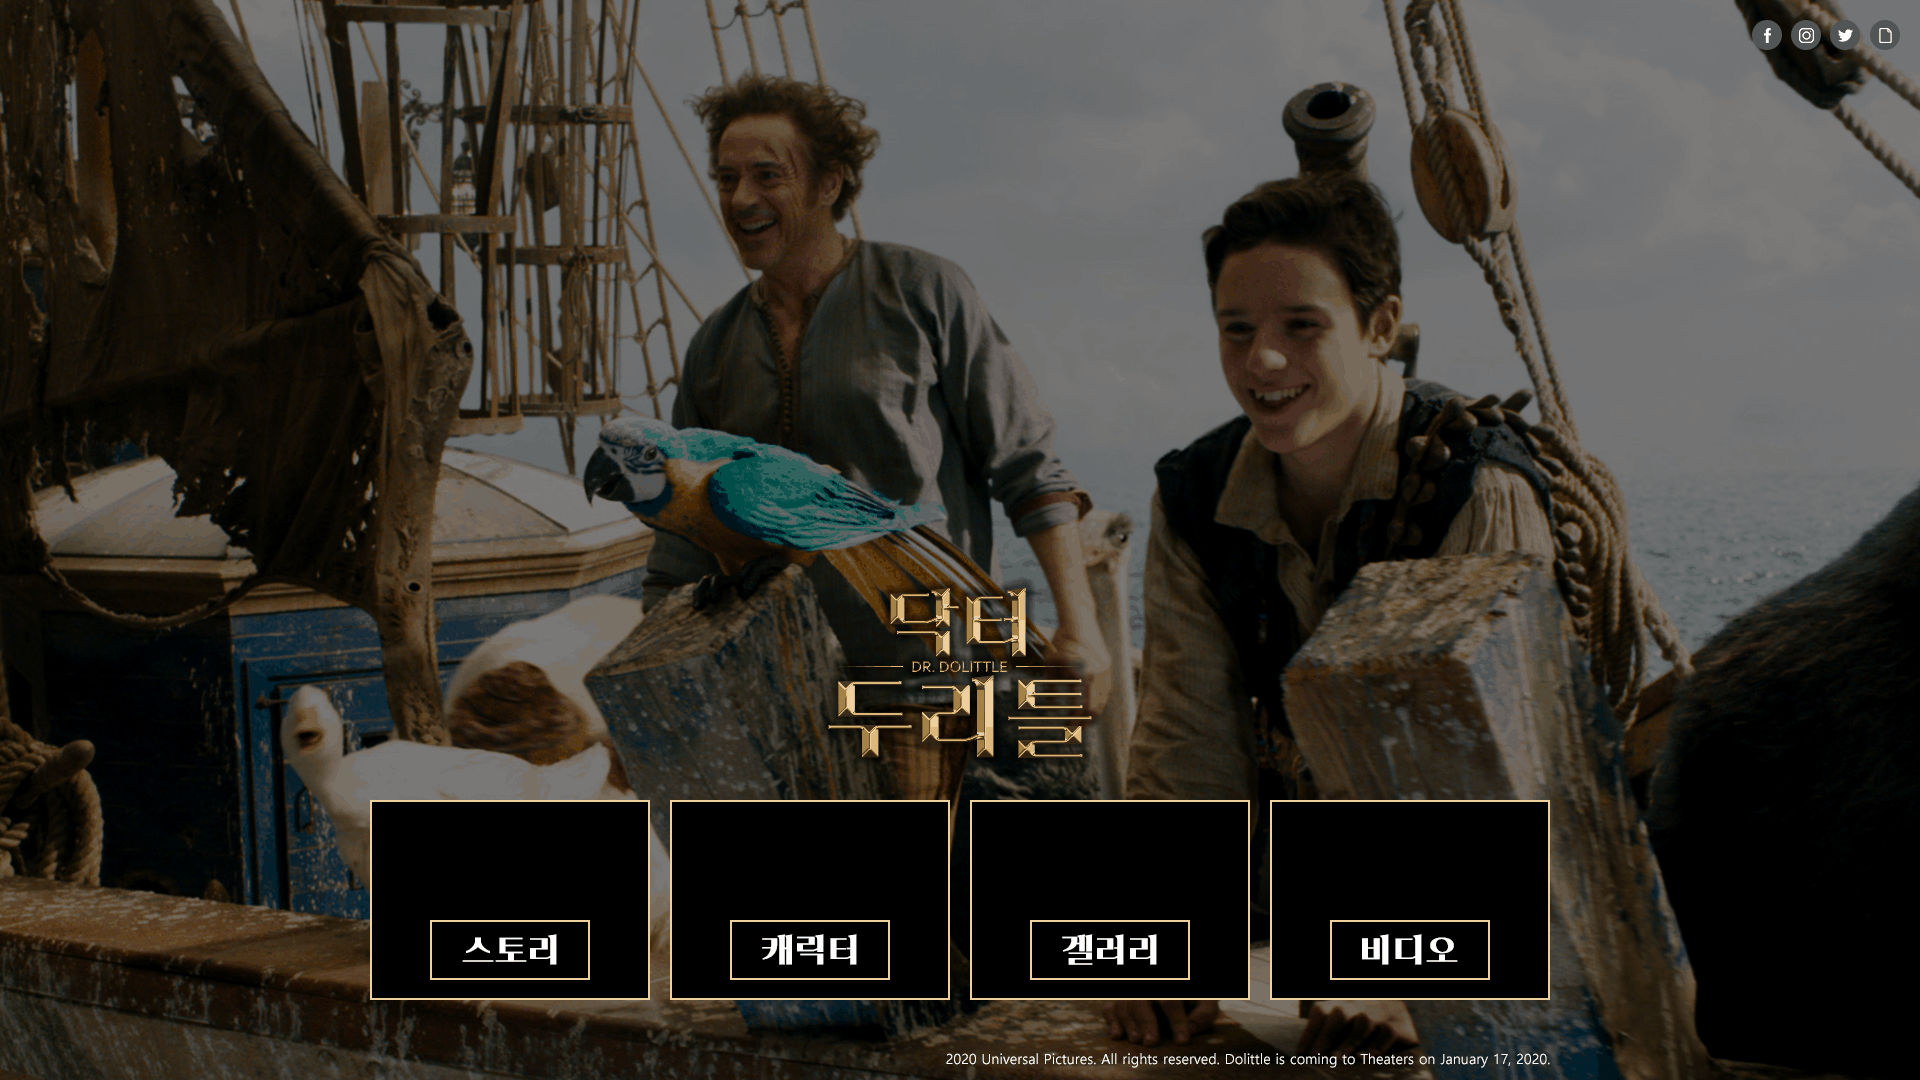 닥터
DR. DOLITTLE
두리틀
스토리
캐릭터
겔러리
비디오
2020 Universal Pictures. All rights reserved. Dolittle is coming to Theaters on January 17, 2020.